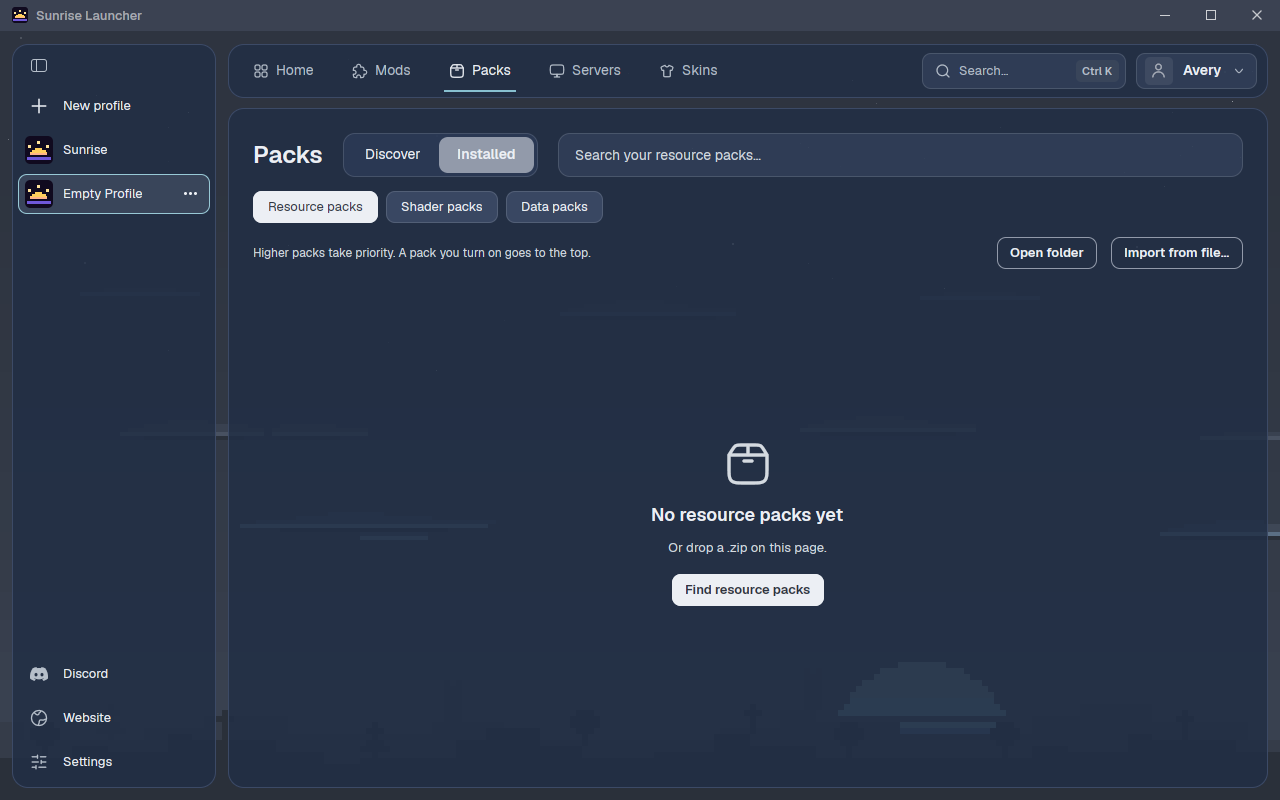 Sunrise Launcher
New profile
Sunrise
Empty Profile
Discord
Website
Settings
Home
Mods
Packs
Servers
Skins
Search...
Ctrl K
Avery
Packs
Discover
Installed
Search your resource packs...
Resource packs
Shader packs
Data packs
Higher packs take priority. A pack you turn on goes to the top.
Open folder
Import from file...
No resource packs yet
Or drop a .zip on this page.
Find resource packs